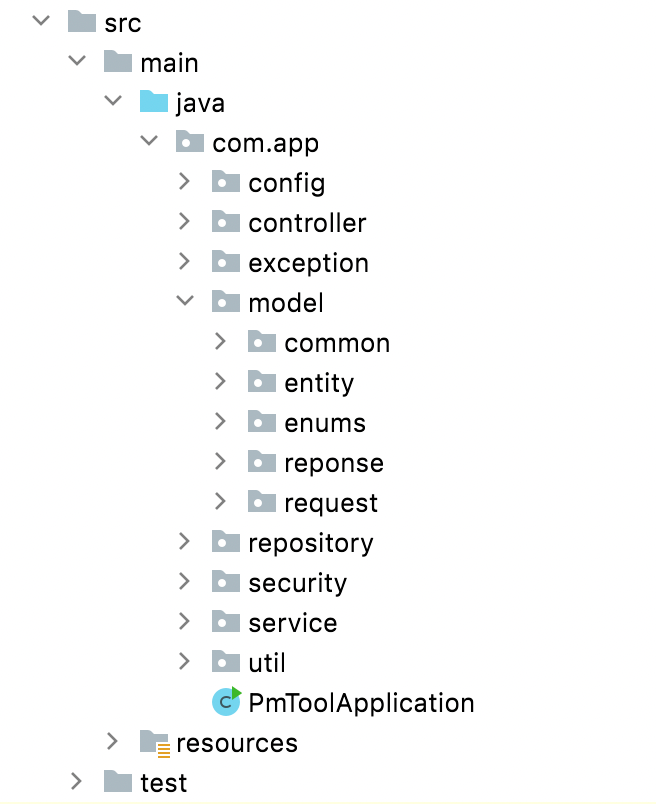 src
main
java
com.app
config
controller
exception
model
common
entity
enums
reponse
request
repository
security
service
util
C PmToolApplication
resources
test